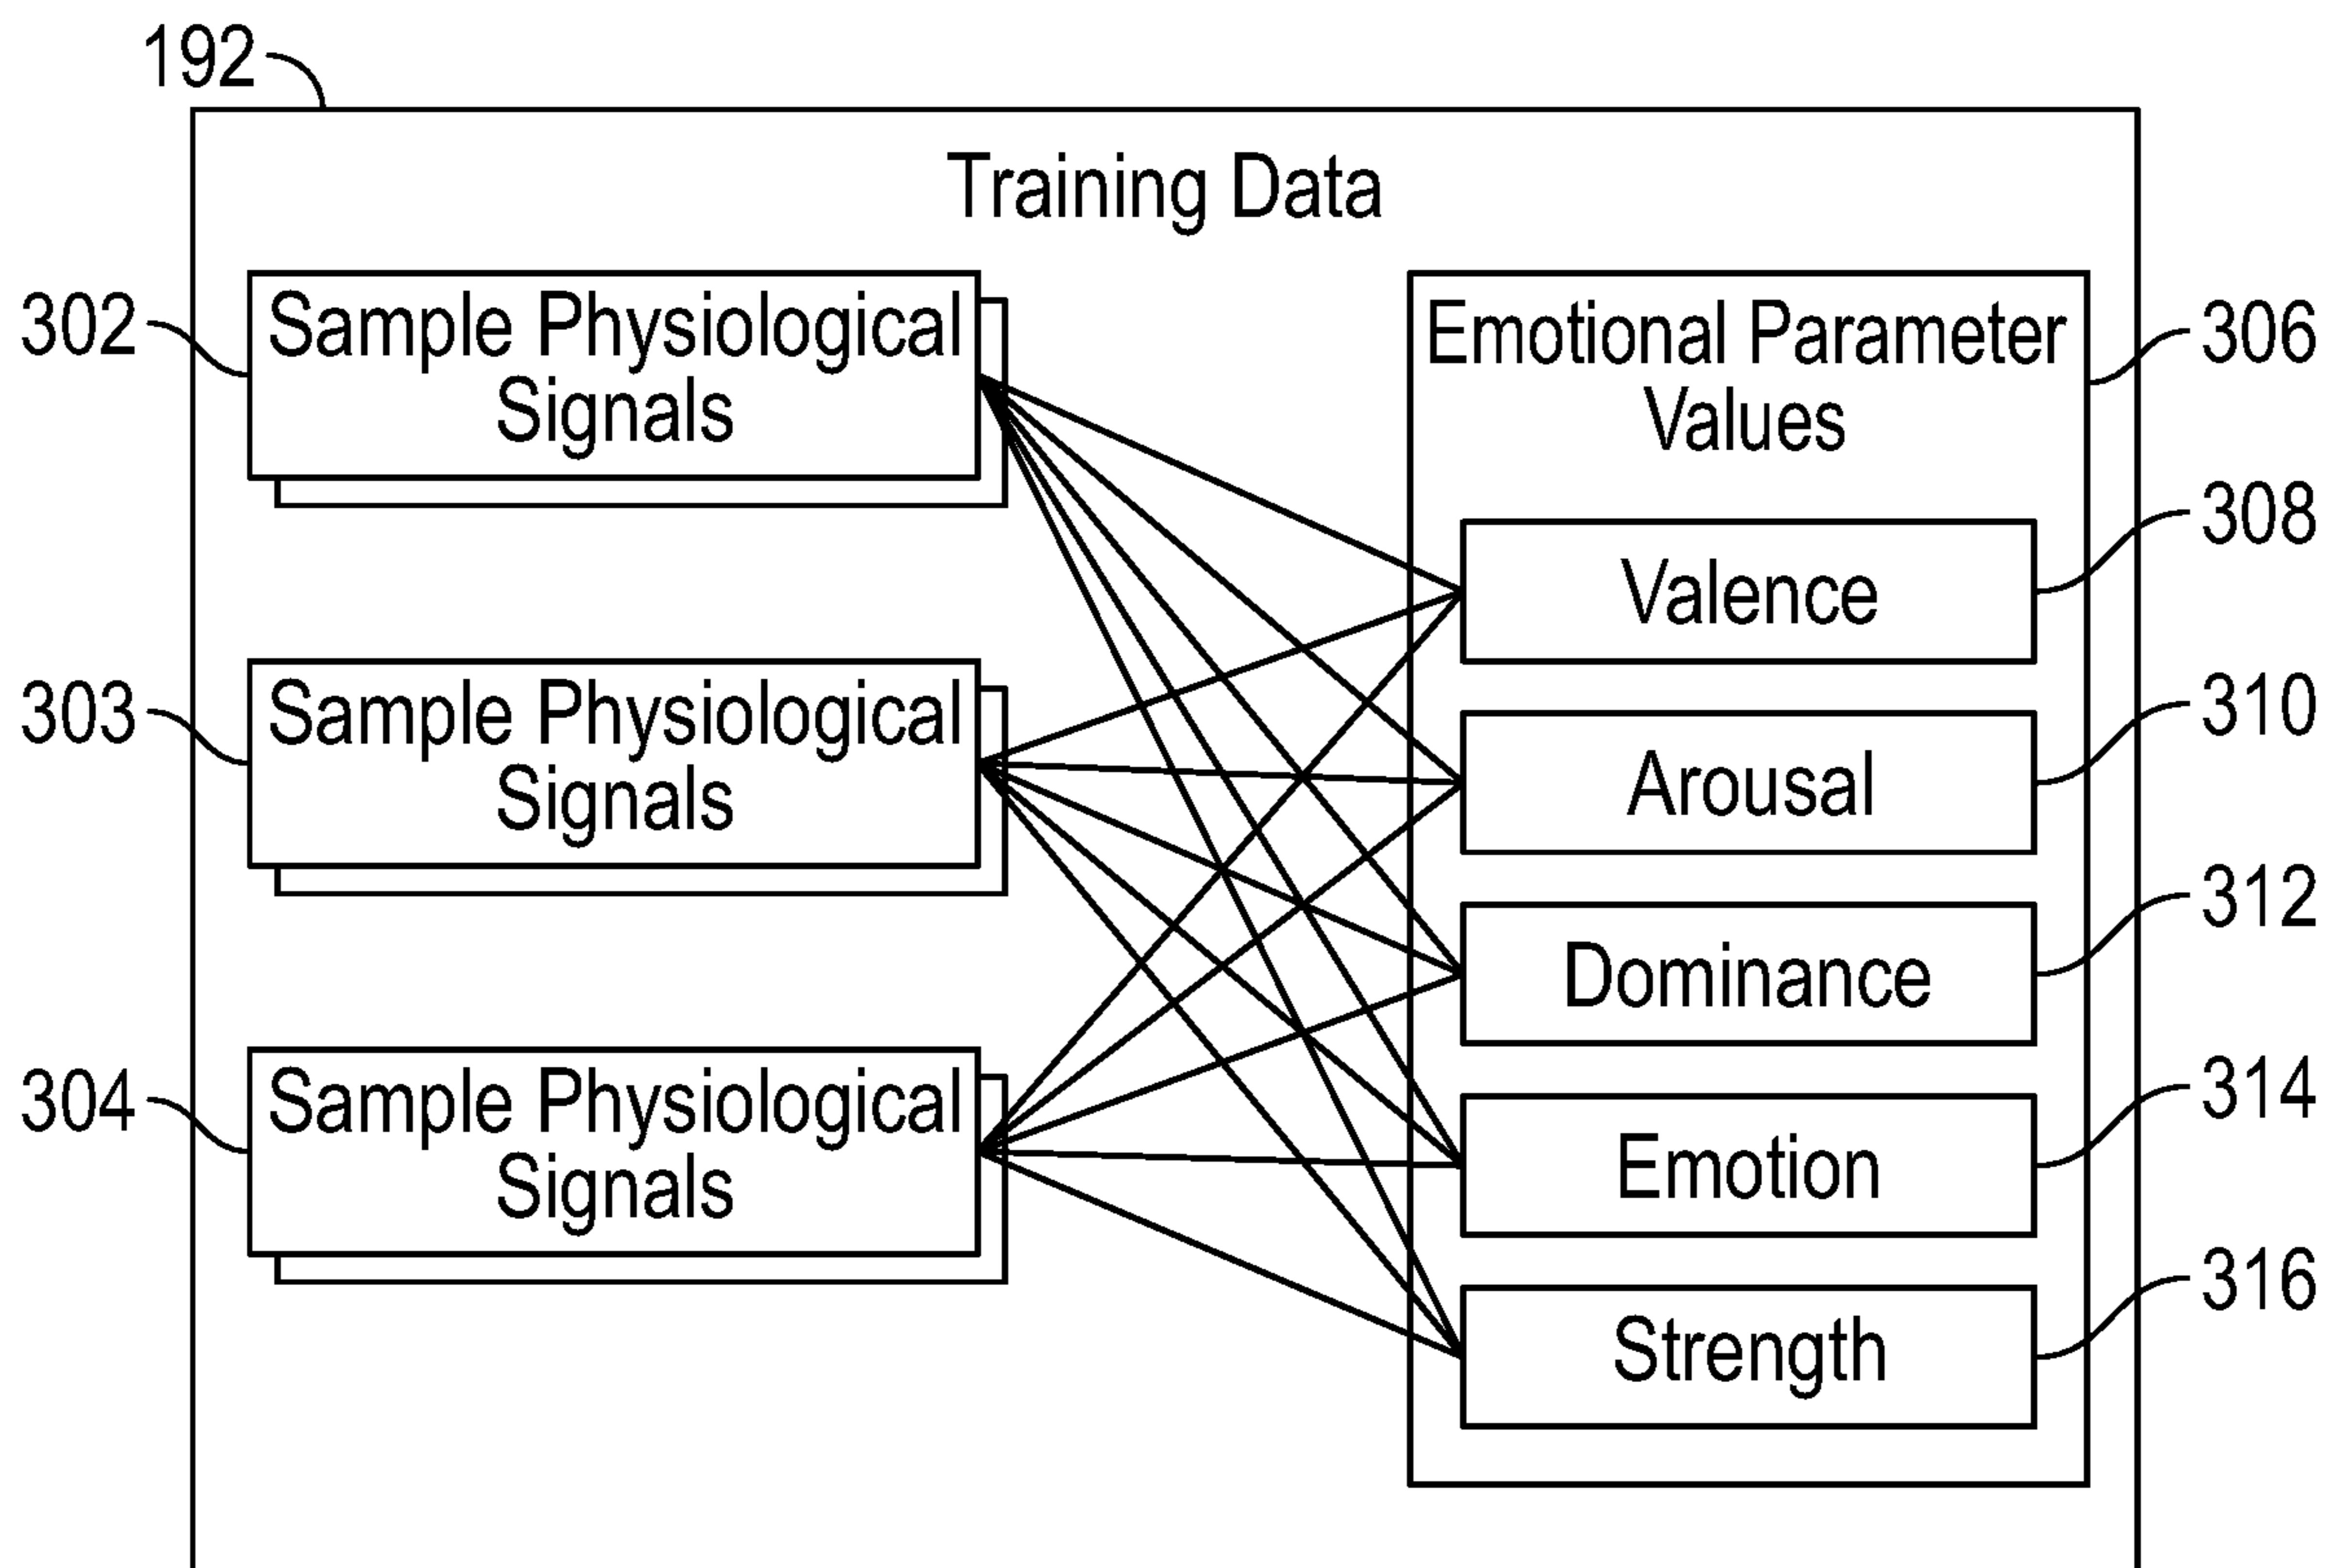 192
Training Data
302
Sample Physiological
Signals
303
Sample Physiological
Signals
304
Sample Physiological
Signals
Emotional Parameter
Values
306
Valence
308
Arousal
310
Dominance
312
Emotion
314
Strength
316